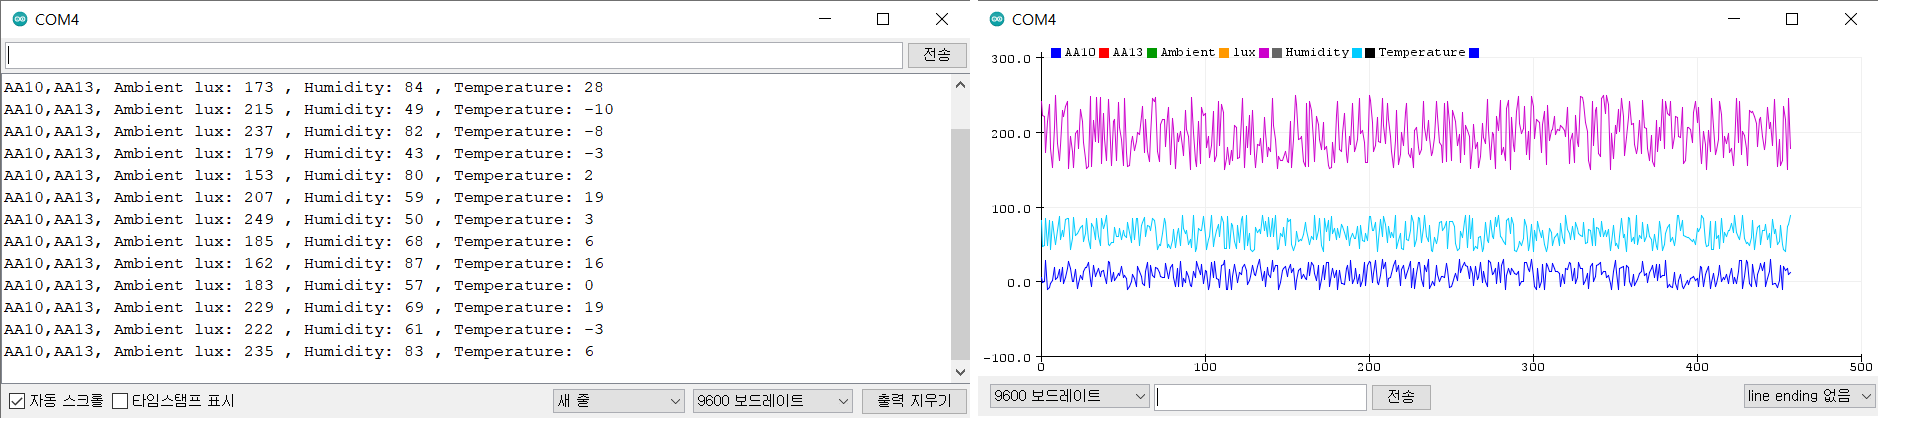 COM4
전송
AA10,AA13, Ambient lux: 173 , Humidity: 84 , Temperature: 28
AA10,AA13, Ambient lux: 215 , Humidity: 49 , Temperature: -10
AA10,AA13, Ambient lux: 237 , Humidity: 82 , Temperature: -8
AA10,AA13, Ambient lux: 179 , Humidity: 43 , Temperature: -3
AA10,AA13, Ambient lux: 153 , Humidity: 80 , Temperature: 2
AA10,AA13, Ambient lux: 207 , Humidity: 59 , Temperature: 19
AA10,AA13, Ambient lux: 249 , Humidity: 50 , Temperature: 3
AA10,AA13, Ambient lux: 185 , Humidity: 68 , Temperature: 6
AA10,AA13, Ambient lux: 162 , Humidity: 87 , Temperature: 16
AA10,AA13, Ambient lux: 183 , Humidity: 57 , Temperature: 0
AA10,AA13, Ambient lux: 229 , Humidity: 69 , Temperature: 19
AA10,AA13, Ambient lux: 222 , Humidity: 61 , Temperature: -3
AA10,AA13, Ambient lux: 235 , Humidity: 83 , Temperature: 6
자동 스크롤 타임스탬프 표시 새 줄 9600 보드레이트 출력 지우기
COM4
AA10 AA13 Ambient lux Humidity Temperature
300.0
200.0
100.0
0.0
-100.0
0 100 200 300 400 500
9600 보드레이트 전송 line ending 없음